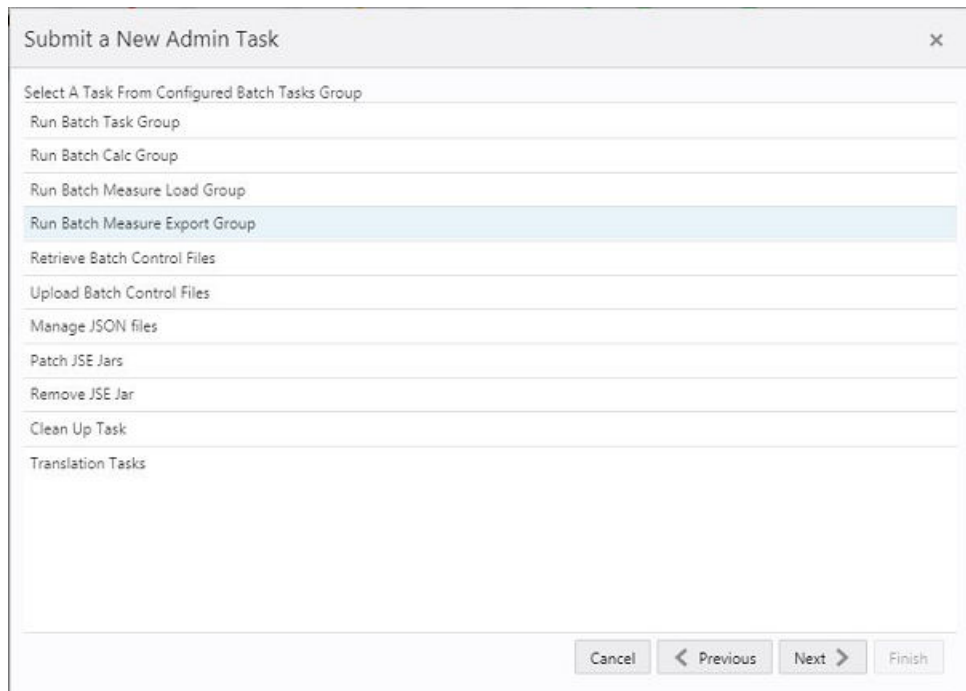 Submit a New Admin Task
Select A Task From Configured Batch Tasks Group
Run Batch Task Group
Run Batch Calc Group
Run Batch Measure Load Group
Run Batch Measure Export Group
Retrieve Batch Control Files
Upload Batch Control Files
Manage JSON files
Patch JSE Jars
Remove JSE Jar
Clean Up Task
Translation Tasks
Cancel Previous Next Finish